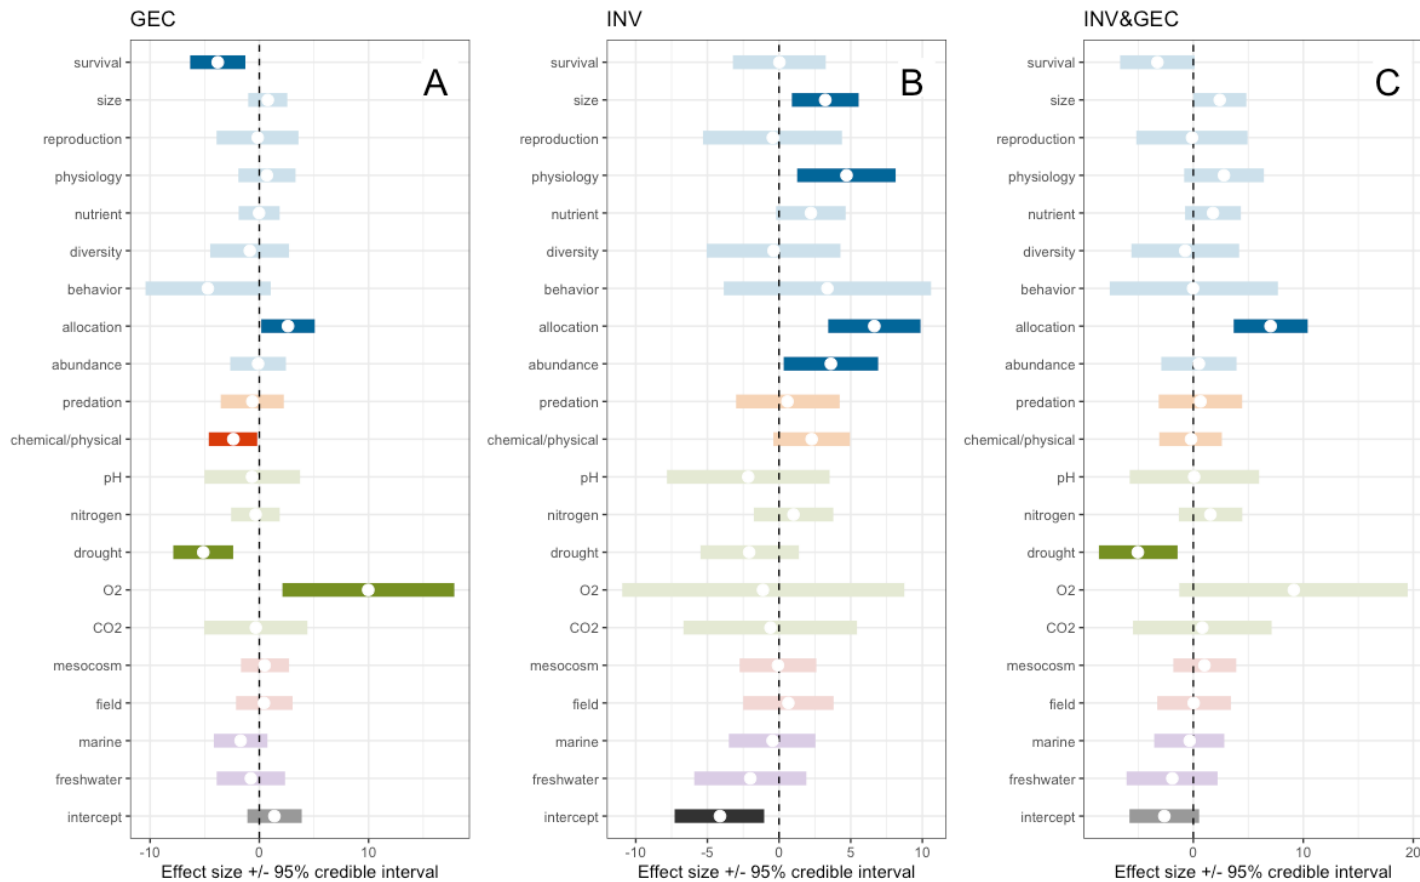 GEC
A
survival
size
reproduction
physiology
nutrient
diversity
behavior
allocation
abundance
predation
chemical/physical
pH
nitrogen
drought
O2
CO2
mesocosm
field
marine
freshwater
intercept
-10
0
10
Effect size +/- 95% credible interval
INV
B
survival
size
reproduction
physiology
nutrient
diversity
behavior
allocation
abundance
predation
chemical/physical
pH
nitrogen
drought
O2
CO2
mesocosm
field
marine
freshwater
intercept
-10
-5
0
5
10
Effect size +/- 95% credible interval
INV&GEC
C
survival
size
reproduction
physiology
nutrient
diversity
behavior
allocation
abundance
predation
chemical/physical
pH
nitrogen
drought
O2
CO2
mesocosm
field
marine
freshwater
intercept
0
10
20
Effect size +/- 95% credible interval